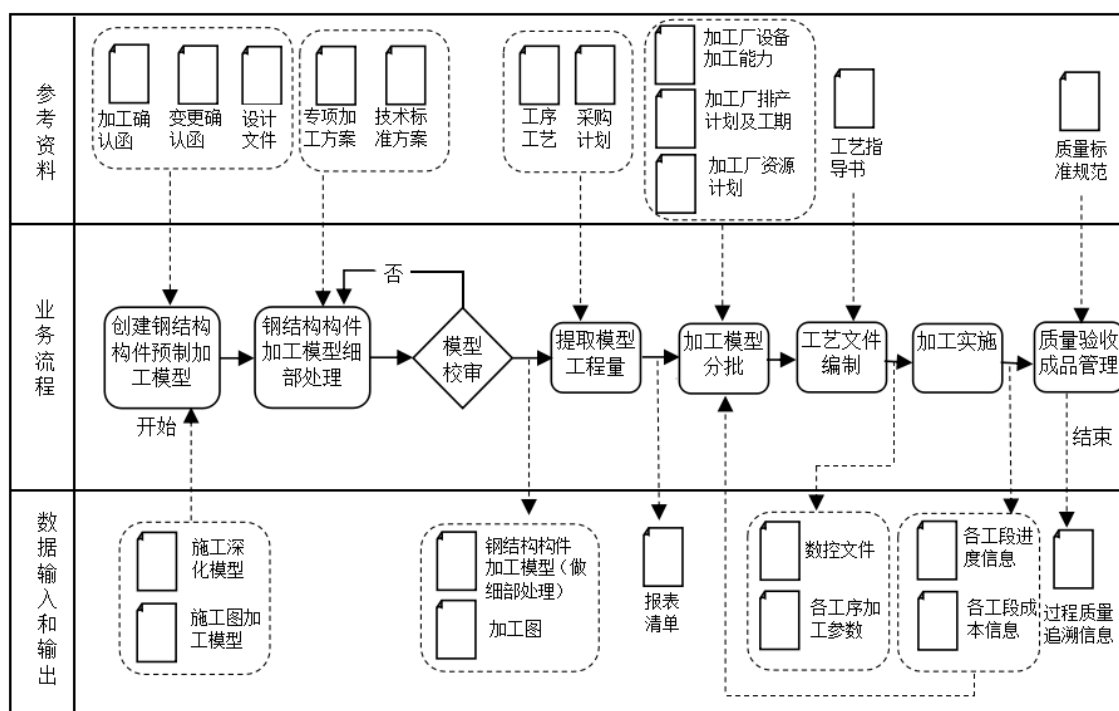 参考资料
加工确
认函
变更确
认函
设计
文件
专项加
工方案
技术标
准方案
工序
工艺
采购
计划
加工厂设备
加工能力
加工厂排产
计划及工期
加工厂资源
计划
工艺指
导书
质量标
准规范
业务流程
创建钢结构
构件预制加
工模型
开始
钢结构构件
加工模型细
部处理
否
模型
校审
提取模型
工程量
加工模型
分批
工艺文件
编制
加工实施
质量验收
成品管理
结束
数据输入和输出
施工深
化模型
施工图加
工模型
钢结构构件
加工模型（做
细部处理）
加工图
报表
清单
数控文件
各工序加
工参数
各工段进
度信息
各工段成
本信息
过程质量
追溯信息